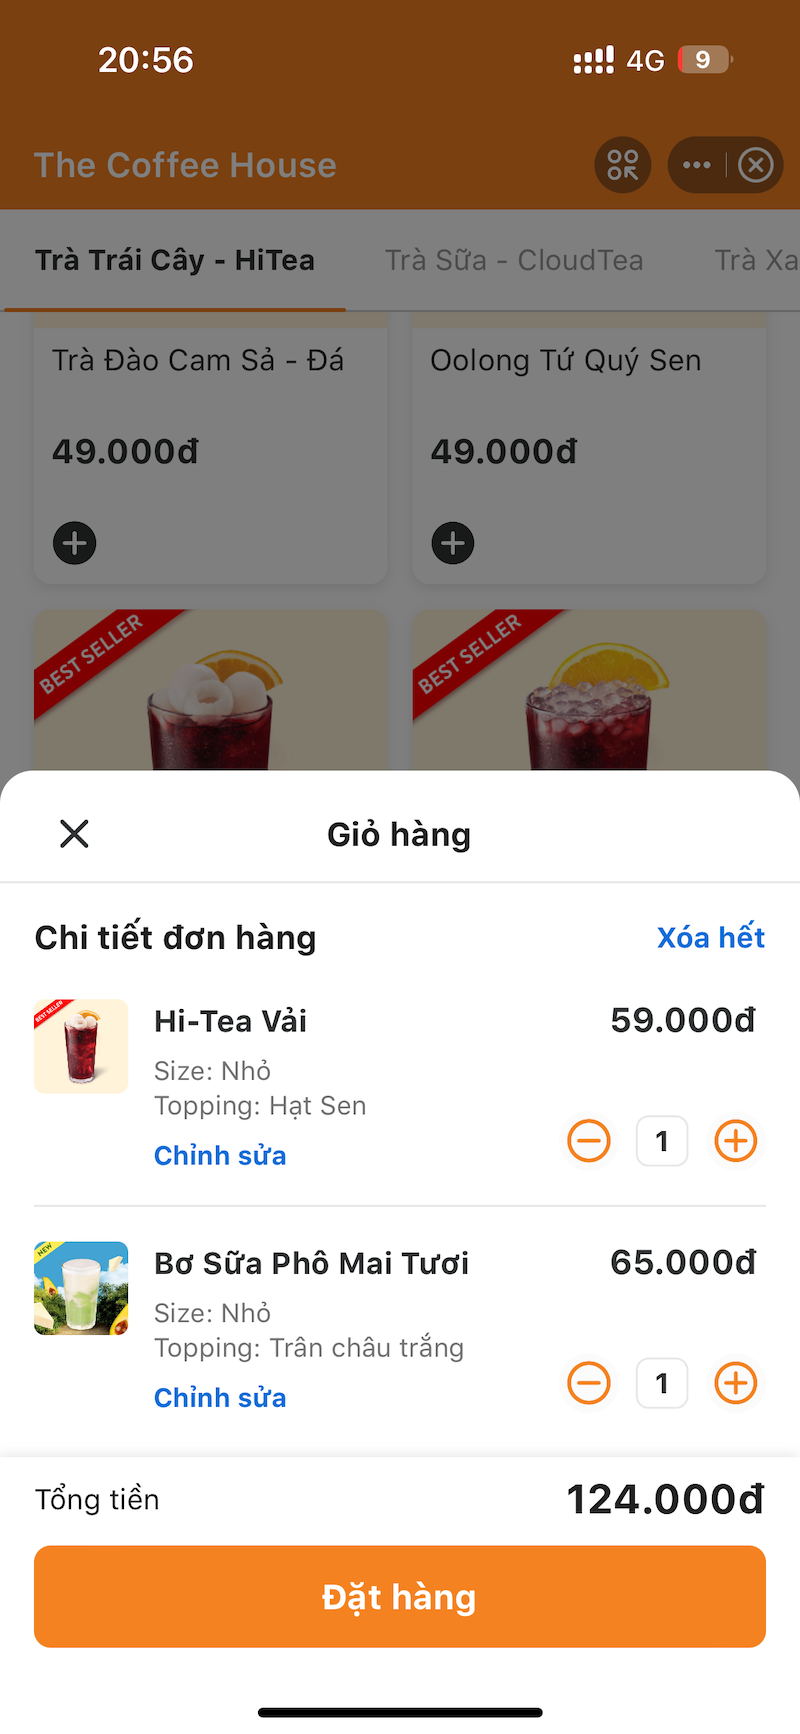 20:56
4G 9
The Coffee House
Trà Trái Cây - HiTea
Trà Sữa - CloudTea
Trà Xa
Trà Đào Cam Sả - Đá
Oolong Tứ Quý Sen
49.000đ
49.000đ
BEST SELLER
BEST SELLER
Giỏ hàng
Chi tiết đơn hàng
Xóa hết
BEST SELLER
Hi-Tea Vải
59.000đ
Size: Nhỏ
Topping: Hạt Sen
Chỉnh sửa
1
NEW
Bơ Sữa Phô Mai Tươi
65.000đ
Size: Nhỏ
Topping: Trân châu trắng
Chỉnh sửa
1
Tổng tiền
124.000đ
Đặt hàng